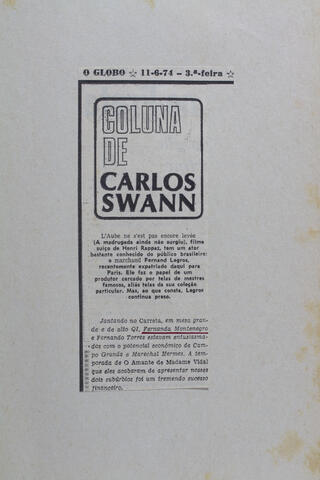 O GLOBO ☆ 11-6-74 — 3.ª-feira ☆
COLUNA
DE
CARLOS
SWANN
L'Aube ne s'est pas encore levée
(A madrugada ainda não surgiu), filme
suíço de Henri Rappaz, tem um ator
bastante conhecido do público brasileiro:
o marchand Fernand Legros,
recentemente expatriado daqui para
Paris. Ele faz o papel de um
produtor cercado por telas de mestres
famosos, aliás telas da sua coleção
particular. Mas, ao que consta, Legros
continua preso.
Jantando no Carreta, em mesa gran-
de e de alto QI, Fernanda Montenegro
e Fernando Torres estavam entusiasma-
dos com o potencial econômico de Cam-
po Grande e Marechal Hermes. A tem-
porada de O Amante de Madame Vidal
que eles acabaram de apresentar nesses
dois subúrbios foi um tremendo sucesso
financeiro.